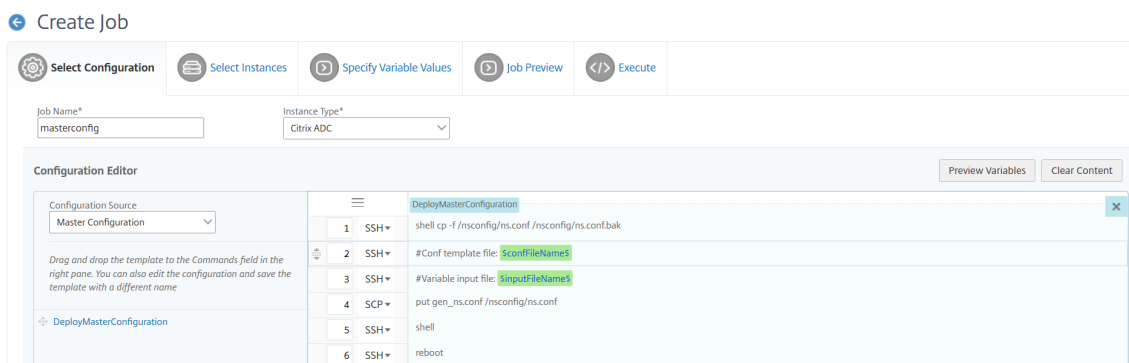 Create Job
Select Configuration
Select Instances
Specify Variable Values
Job Preview
Execute
Job Name*
Instance Type*
masterconfig
Citrix ADC
Configuration Editor
Preview Variables
Clear Content
Configuration Source
Master Configuration
Drag and drop the template to the Commands field in the
right pane. You can also edit the configuration and save the
template with a different name
DeployMasterConfiguration
DeployMasterConfiguration
1 SSH shell cp -f /nsconfig/ns.conf /nsconfig/ns.conf.bak
2 SSH #Conf template file: $confFileName$
3 SSH #Variable input file: $inputFileName$
4 SCP put gen_ns.conf /nsconfig/ns.conf
5 SSH shell
6 SSH reboot